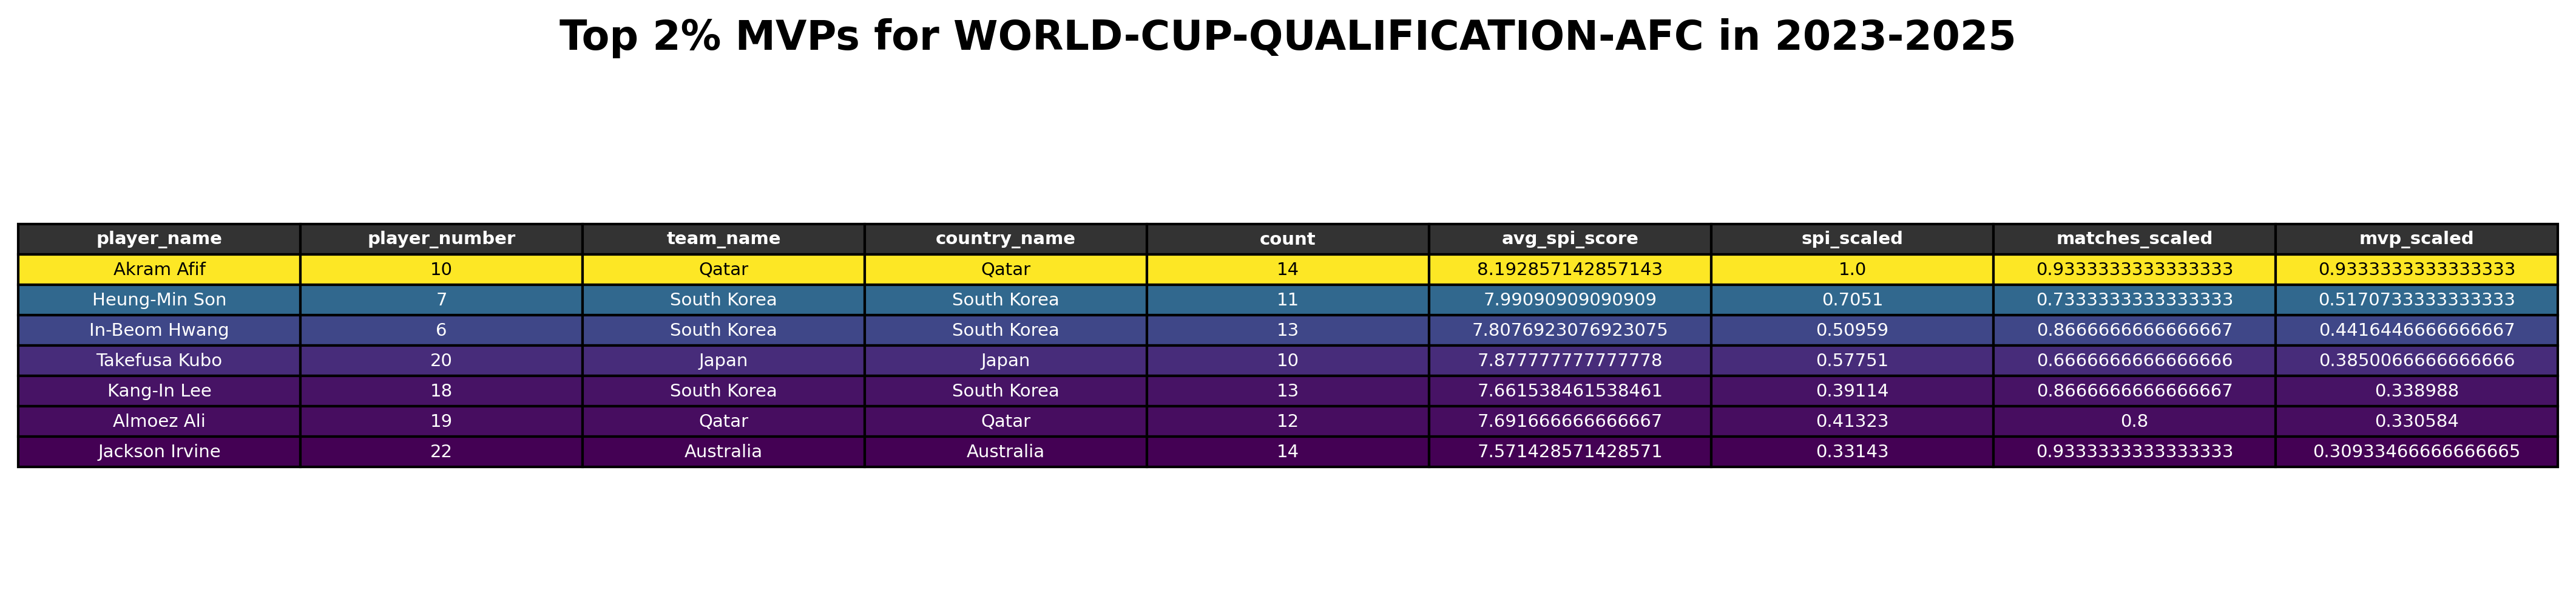 Top 2% MVPs for WORLD-CUP-QUALIFICATION-AFC in 2023-2025
player_name player_number team_name country_name count avg_spi_score spi_scaled matches_scaled mvp_scaled
Akram Afif 10 Qatar Qatar 14 8.192857142857143 1.0 0.9333333333333333 0.9333333333333333
Heung-Min Son 7 South Korea South Korea 11 7.99090909090909 0.7051 0.7333333333333333 0.5170733333333333
In-Beom Hwang 6 South Korea South Korea 13 7.8076923076923075 0.50959 0.8666666666666667 0.4416446666666667
Takefusa Kubo 20 Japan Japan 10 7.877777777777778 0.57751 0.6666666666666666 0.3850066666666666
Kang-In Lee 18 South Korea South Korea 13 7.661538461538461 0.39114 0.8666666666666667 0.338988
Almoez Ali 19 Qatar Qatar 12 7.691666666666667 0.41323 0.8 0.330584
Jackson Irvine 22 Australia Australia 14 7.571428571428571 0.33143 0.9333333333333333 0.30933466666666665